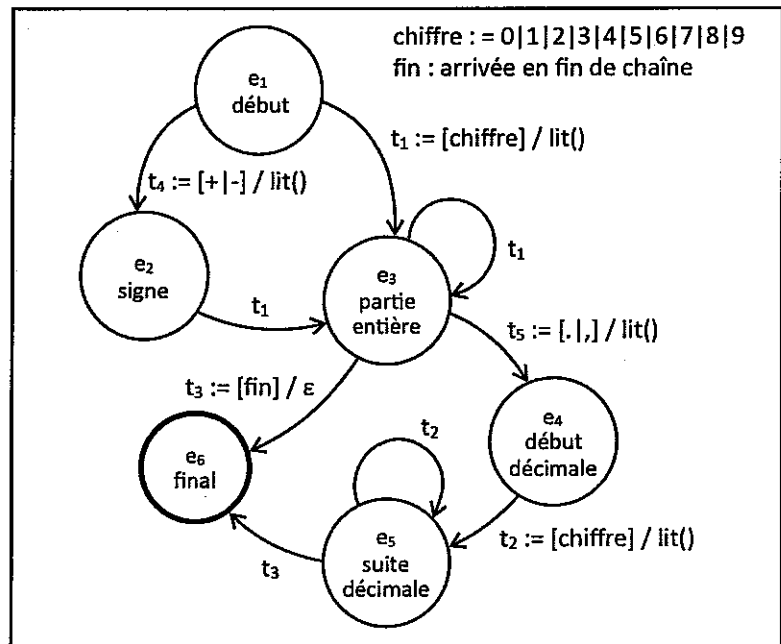 chiffre : = 0|1|2|3|4|5|6|7|8|9
fin : arrivée en fin de chaîne
e₁
début
t₁ := [chiffre] / lit()
t₄ := [+|-] / lit()
e₂
signe
e₃
partie
entière
t₁
t₁
t₅ := [.|,] / lit()
t₃ := [fin] / ε
e₄
début
décimale
t₂
e₆
final
e₅
suite
décimale
t₂ := [chiffre] / lit()
t₃